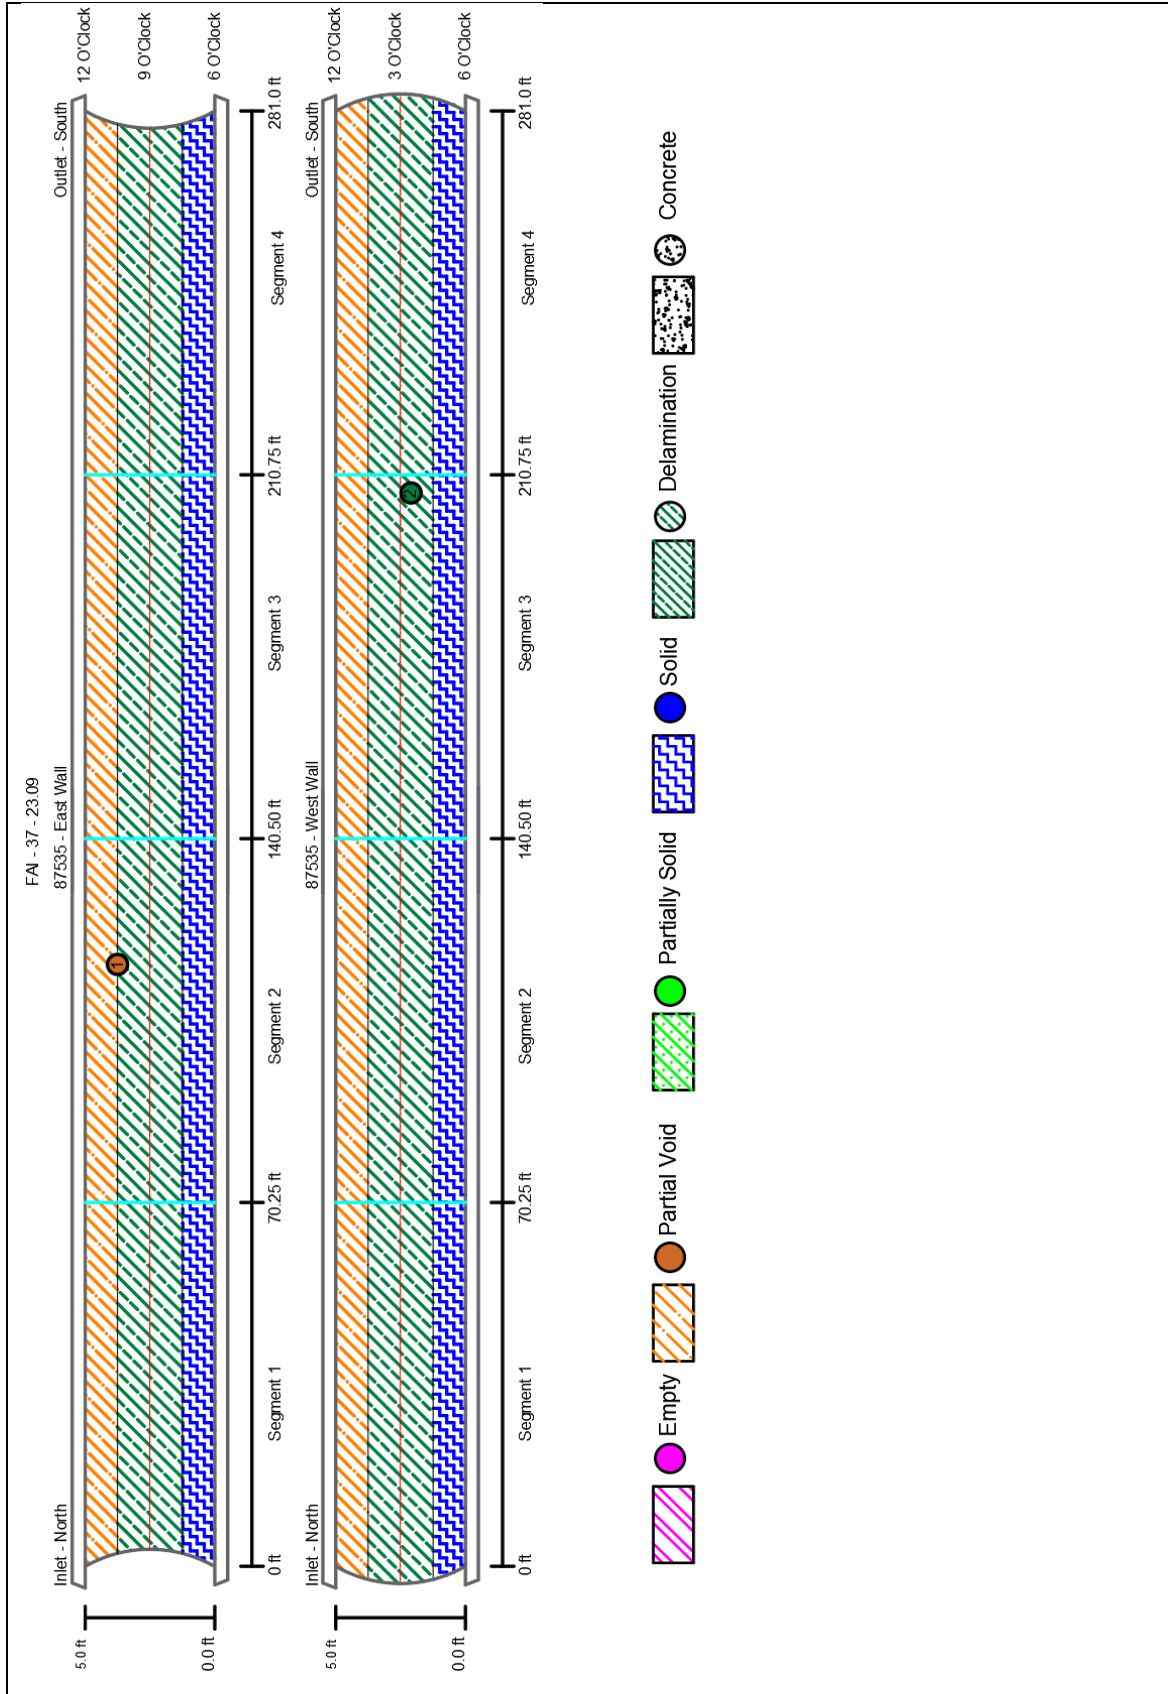 FAI - 37 - 23.09
87535 - East Wall
Inlet - North
Outlet - South
12 O'Clock
9 O'Clock
6 O'Clock
5.0 ft
0.0 ft
1
0 ft
70.25 ft
140.50 ft
210.75 ft
281.0 ft
Segment 1
Segment 2
Segment 3
Segment 4
87535 - West Wall
Inlet - North
Outlet - South
12 O'Clock
3 O'Clock
6 O'Clock
5.0 ft
0.0 ft
2
0 ft
70.25 ft
140.50 ft
210.75 ft
281.0 ft
Segment 1
Segment 2
Segment 3
Segment 4
Empty
Partial Void
Partially Solid
Solid
Delamination
Concrete